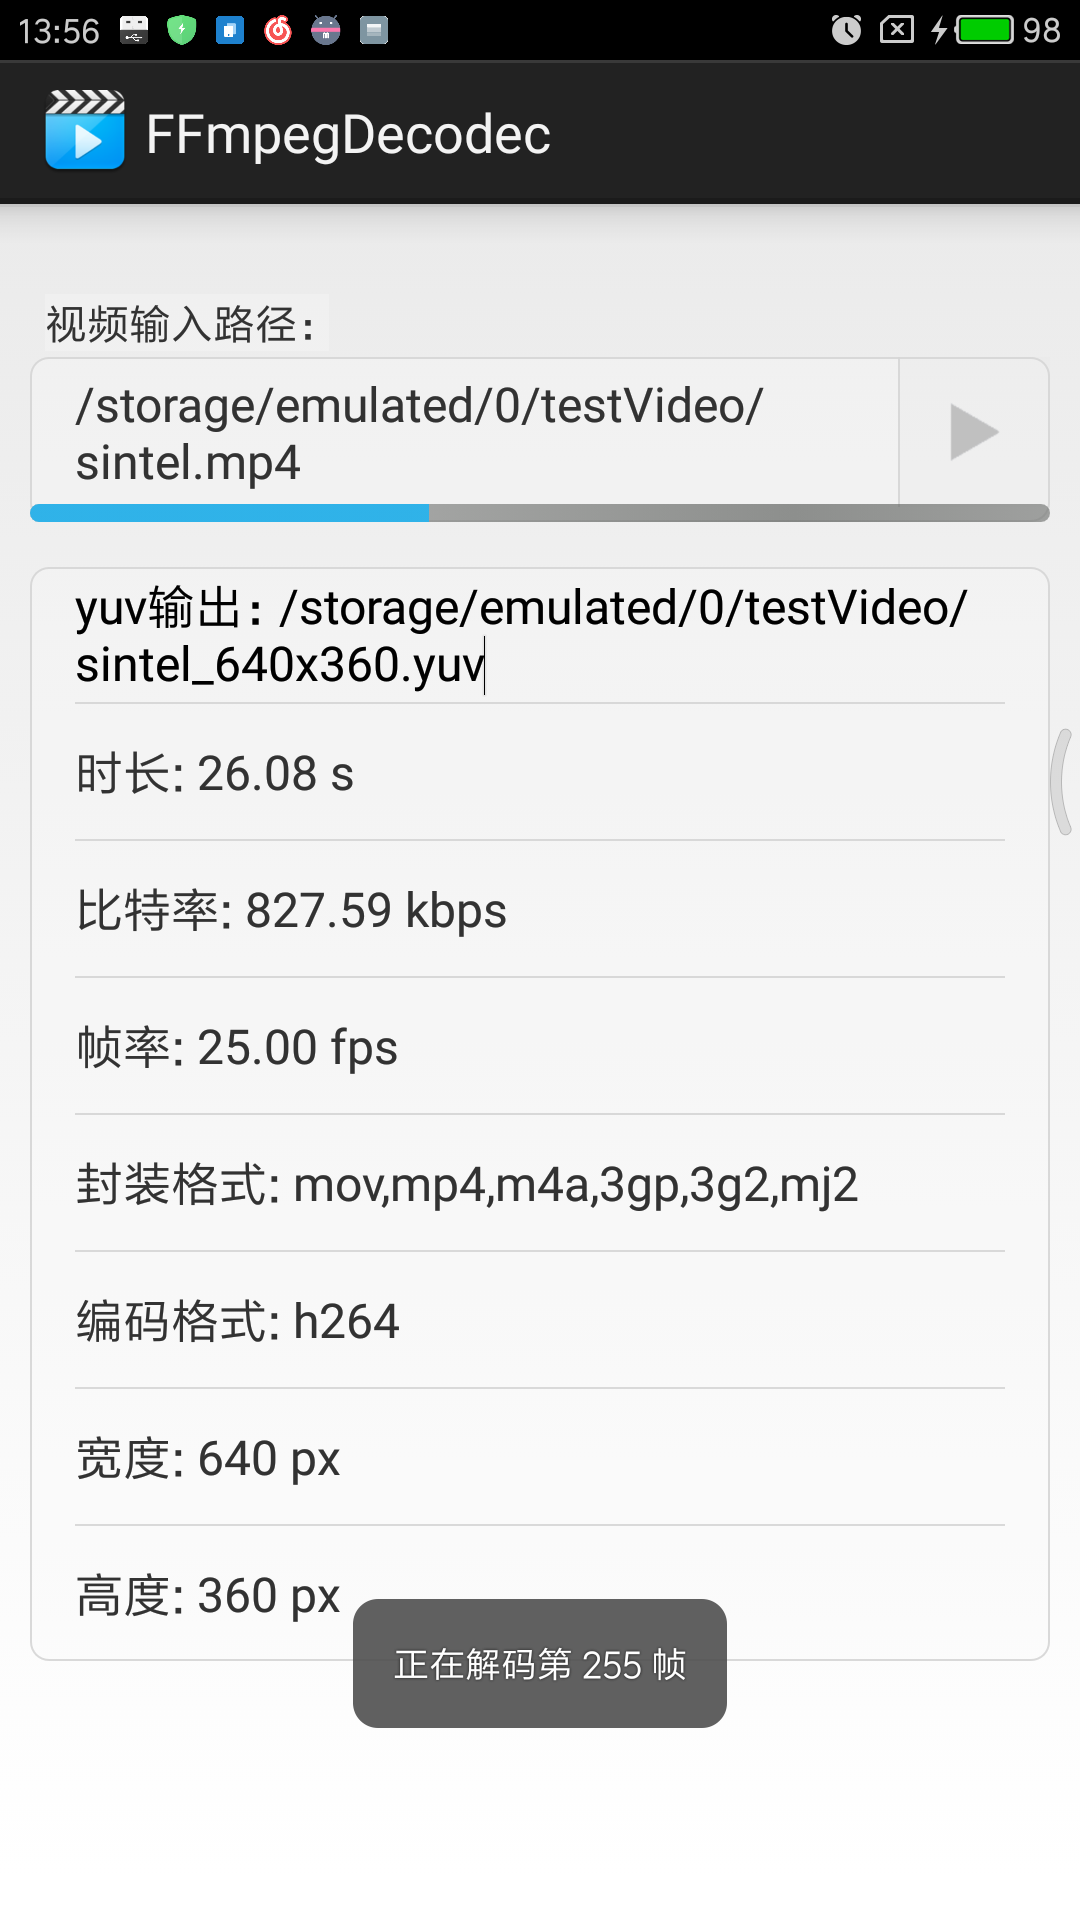 13:56
98
FFmpegDecodec
视频输入路径：
/storage/emulated/0/testVideo/
sintel.mp4
yuv输出：/storage/emulated/0/testVideo/
sintel_640x360.yuv
时长: 26.08 s
比特率: 827.59 kbps
帧率: 25.00 fps
封装格式: mov,mp4,m4a,3gp,3g2,mj2
编码格式: h264
宽度: 640 px
高度: 360 px
正在解码第 255 帧